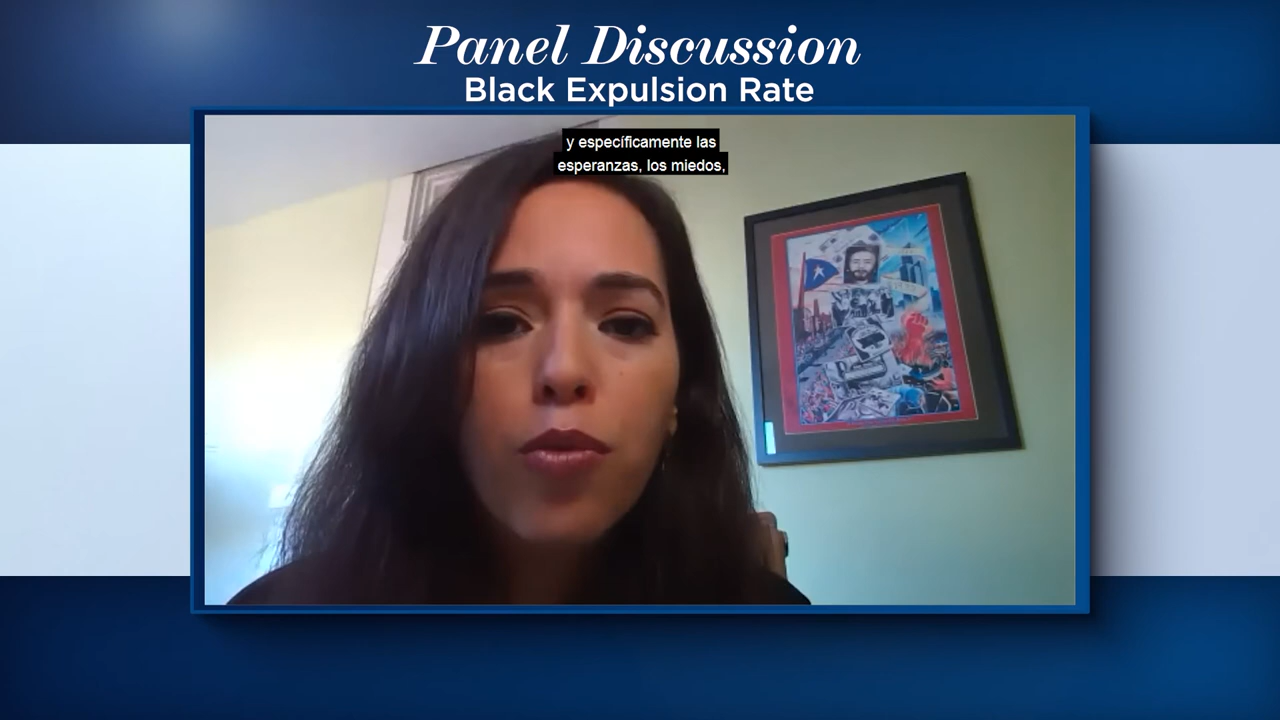 Panel Discussion
Black Expulsion Rate
y específicamente las
esperanzas, los miedos,